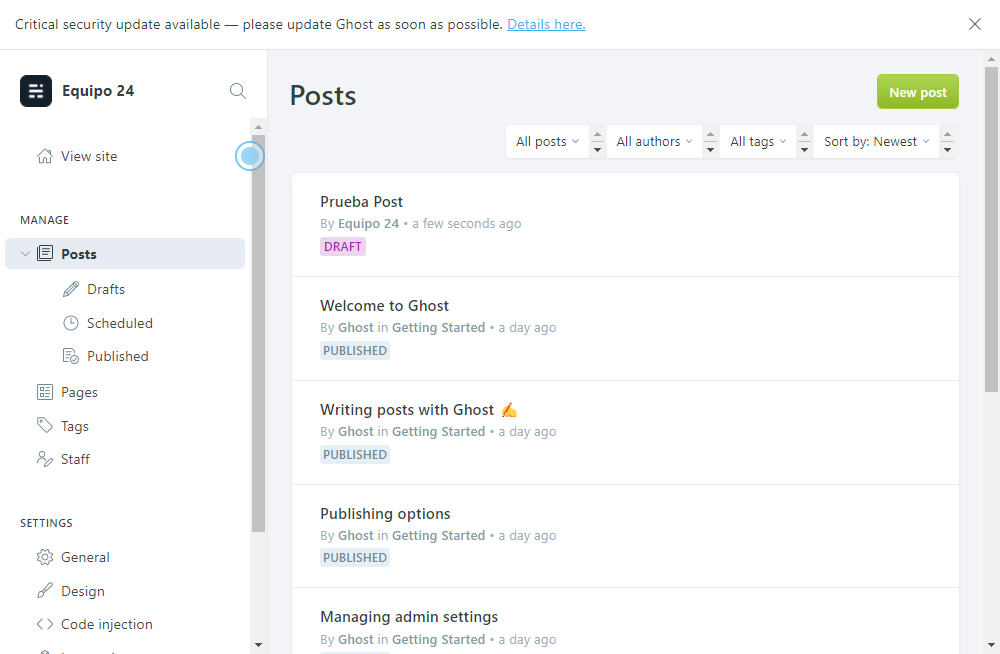 Critical security update available — please update Ghost as soon as possible. Details here.
Equipo 24
View site
MANAGE
Posts
Drafts
Scheduled
Published
Pages
Tags
Staff
SETTINGS
General
Design
Code injection
Posts
New post
All posts
All authors
All tags
Sort by: Newest
Prueba Post
By Equipo 24 • a few seconds ago
DRAFT
Welcome to Ghost
By Ghost in Getting Started • a day ago
PUBLISHED
Writing posts with Ghost ✍️
By Ghost in Getting Started • a day ago
PUBLISHED
Publishing options
By Ghost in Getting Started • a day ago
PUBLISHED
Managing admin settings
By Ghost in Getting Started • a day ago